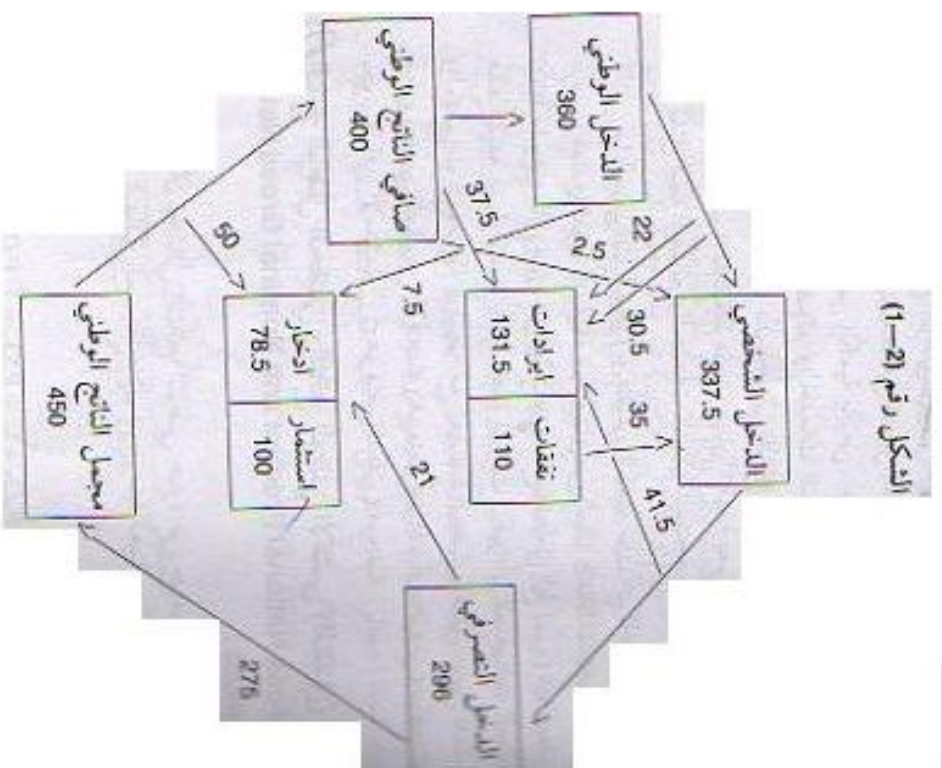 الشكل رقم (2–1)
الدخل الشخصي
337.5
الدخل الوطني
360
صافي الناتج الوطني
400
22
2.5
37.5
30.5
35
41.5
ايرادات
131.5
نفقات
110
7.5
50
21
ادخار
78.5
استثمار
100
الدخل التصرفي
296
مجمل الناتج الوطني
450
275